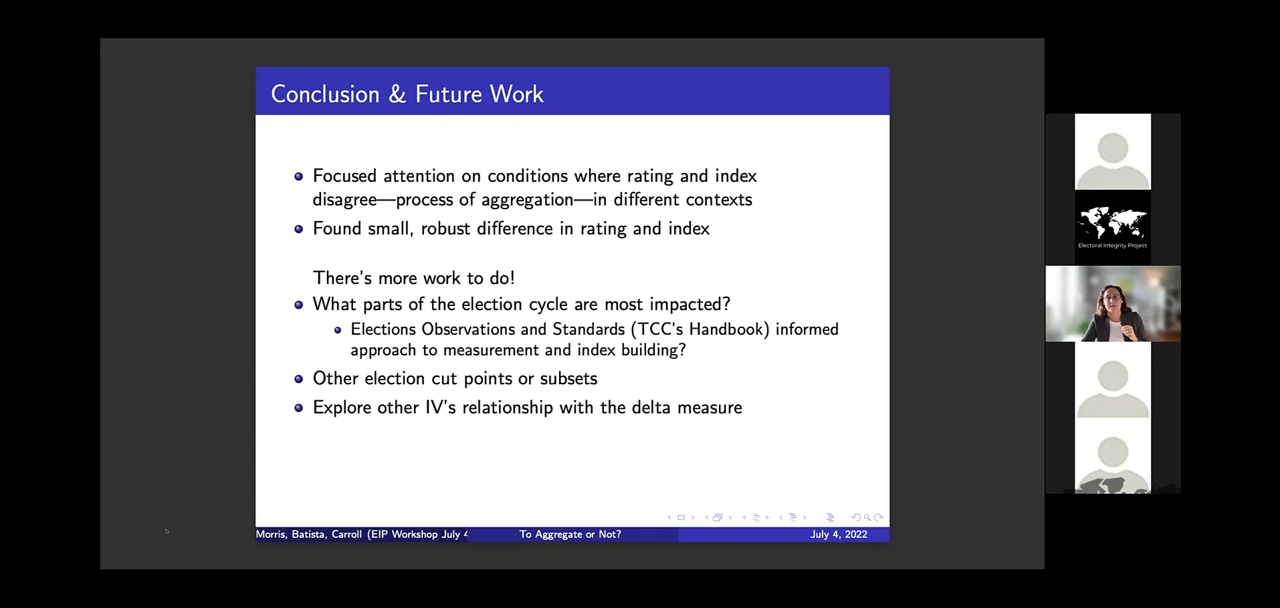 Conclusion & Future Work
Focused attention on conditions where rating and index
disagree—process of aggregation—in different contexts
Found small, robust difference in rating and index
There's more work to do!
What parts of the election cycle are most impacted?
Elections Observations and Standards (TCC's Handbook) informed
approach to measurement and index building?
Other election cut points or subsets
Explore other IV's relationship with the delta measure
Morris, Batista, Carroll (EIP Workshop July 4
To Aggregate or Not?
July 4, 2022
Electoral Integrity Project